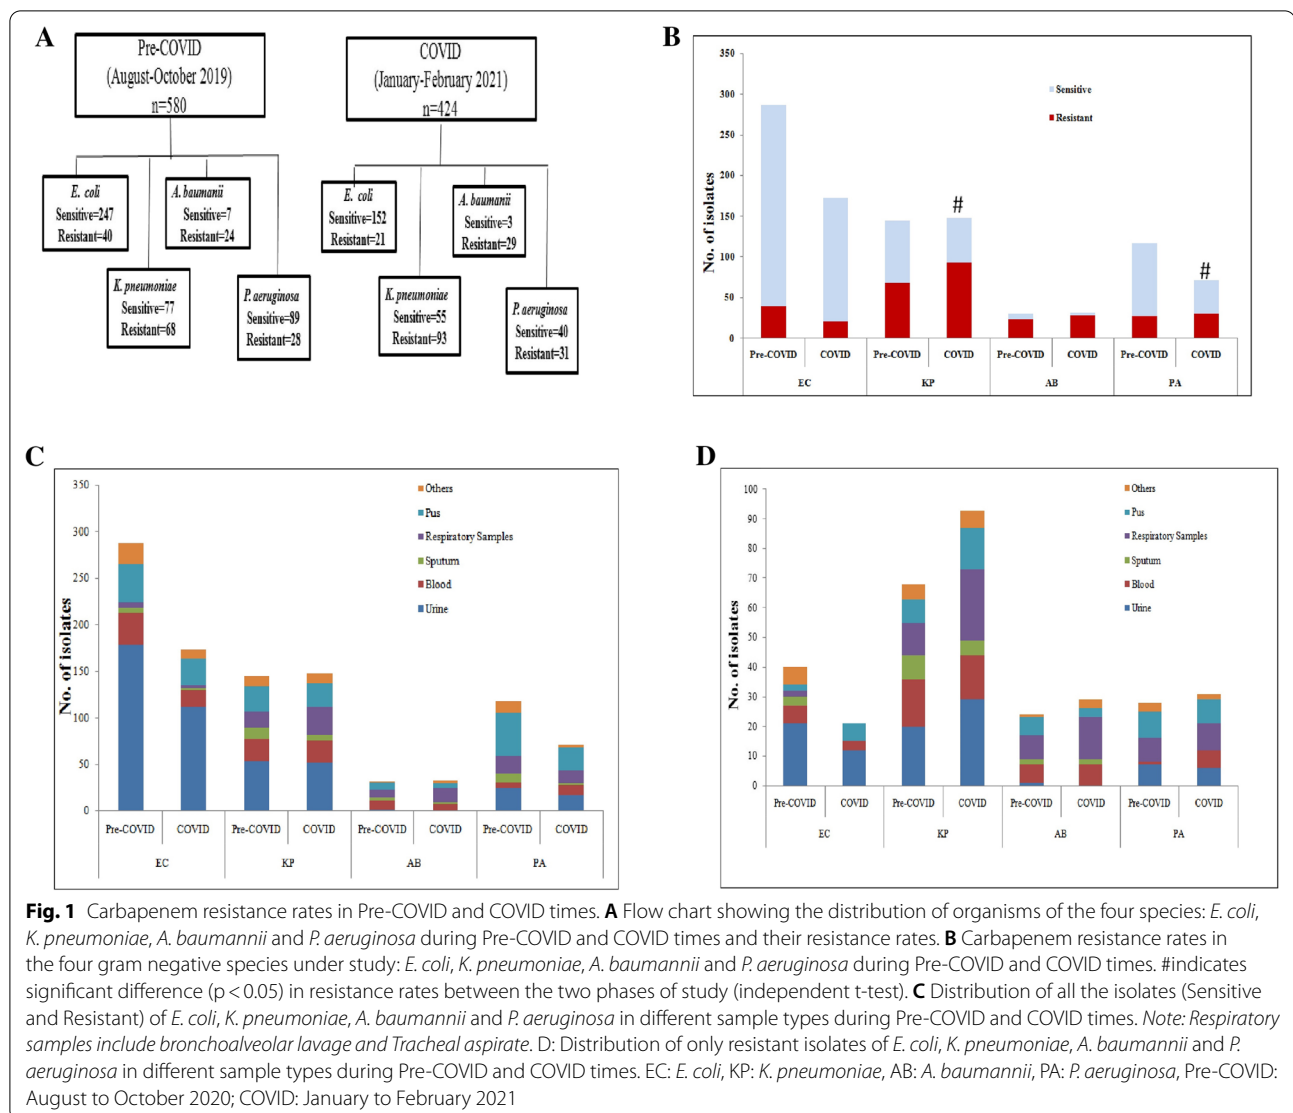 A
Pre-COVID
(August-October 2019)
n=580
COVID
(January-February 2021)
n=424
E. coli
Sensitive=247
Resistant=40
A. baumanii
Sensitive=7
Resistant=24
K. pneumoniae
Sensitive=77
Resistant=68
P. aeruginosa
Sensitive=89
Resistant=28
E. coli
Sensitive=152
Resistant=21
A. baumanii
Sensitive=3
Resistant=29
K. pneumoniae
Sensitive=55
Resistant=93
P. aeruginosa
Sensitive=40
Resistant=31
B
No. of isolates
350
300
250
200
150
100
50
0
Sensitive
Resistant
#
#
Pre-COVID COVID Pre-COVID COVID Pre-COVID COVID Pre-COVID COVID
EC KP AB PA
C
No. of isolates
350
300
250
200
150
100
50
0
Others
Pus
Respiratory Samples
Sputum
Blood
Urine
Pre-COVID COVID Pre-COVID COVID Pre-COVID COVID Pre-COVID COVID
EC KP AB PA
D
No. of isolates
100
90
80
70
60
50
40
30
20
10
0
Others
Pus
Respiratory Samples
Sputum
Blood
Urine
Pre-COVID COVID Pre-COVID COVID Pre-COVID COVID Pre-COVID COVID
EC KP AB PA
Fig. 1 Carbapenem resistance rates in Pre-COVID and COVID times. A Flow chart showing the distribution of organisms of the four species: E. coli,
K. pneumoniae, A. baumannii and P. aeruginosa during Pre-COVID and COVID times and their resistance rates. B Carbapenem resistance rates in
the four gram negative species under study: E. coli, K. pneumoniae, A. baumannii and P. aeruginosa during Pre-COVID and COVID times. #indicates
significant difference (p < 0.05) in resistance rates between the two phases of study (independent t-test). C Distribution of all the isolates (Sensitive
and Resistant) of E. coli, K. pneumoniae, A. baumannii and P. aeruginosa in different sample types during Pre-COVID and COVID times. Note: Respiratory
samples include bronchoalveolar lavage and Tracheal aspirate. D: Distribution of only resistant isolates of E. coli, K. pneumoniae, A. baumannii and P.
aeruginosa in different sample types during Pre-COVID and COVID times. EC: E. coli, KP: K. pneumoniae, AB: A. baumannii, PA: P. aeruginosa, Pre-COVID:
August to October 2020; COVID: January to February 2021